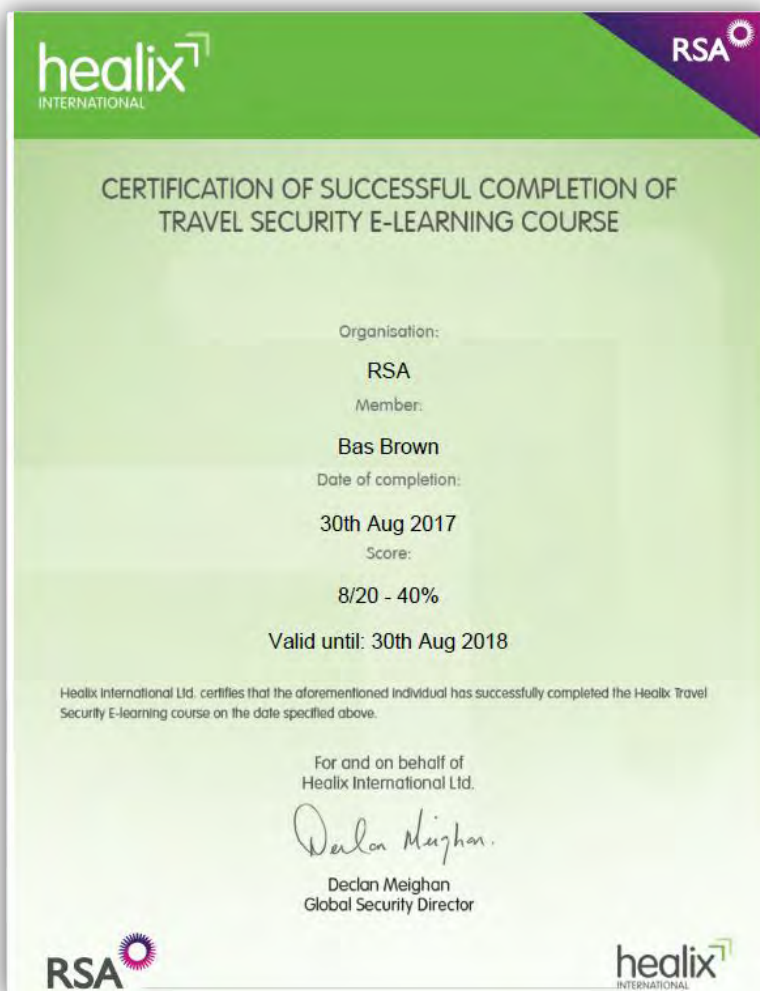 healix
INTERNATIONAL
RSA
CERTIFICATION OF SUCCESSFUL COMPLETION OF
TRAVEL SECURITY E-LEARNING COURSE
Organisation:
RSA
Member:
Bas Brown
Date of completion:
30th Aug 2017
Score:
8/20 - 40%
Valid until: 30th Aug 2018
Healix International Ltd. certifies that the aforementioned individual has successfully completed the Healix Travel
Security E-learning course on the date specified above.
For and on behalf of
Healix International Ltd.
Declan Meighan.
Declan Meighan
Global Security Director
RSA
healix
INTERNATIONAL